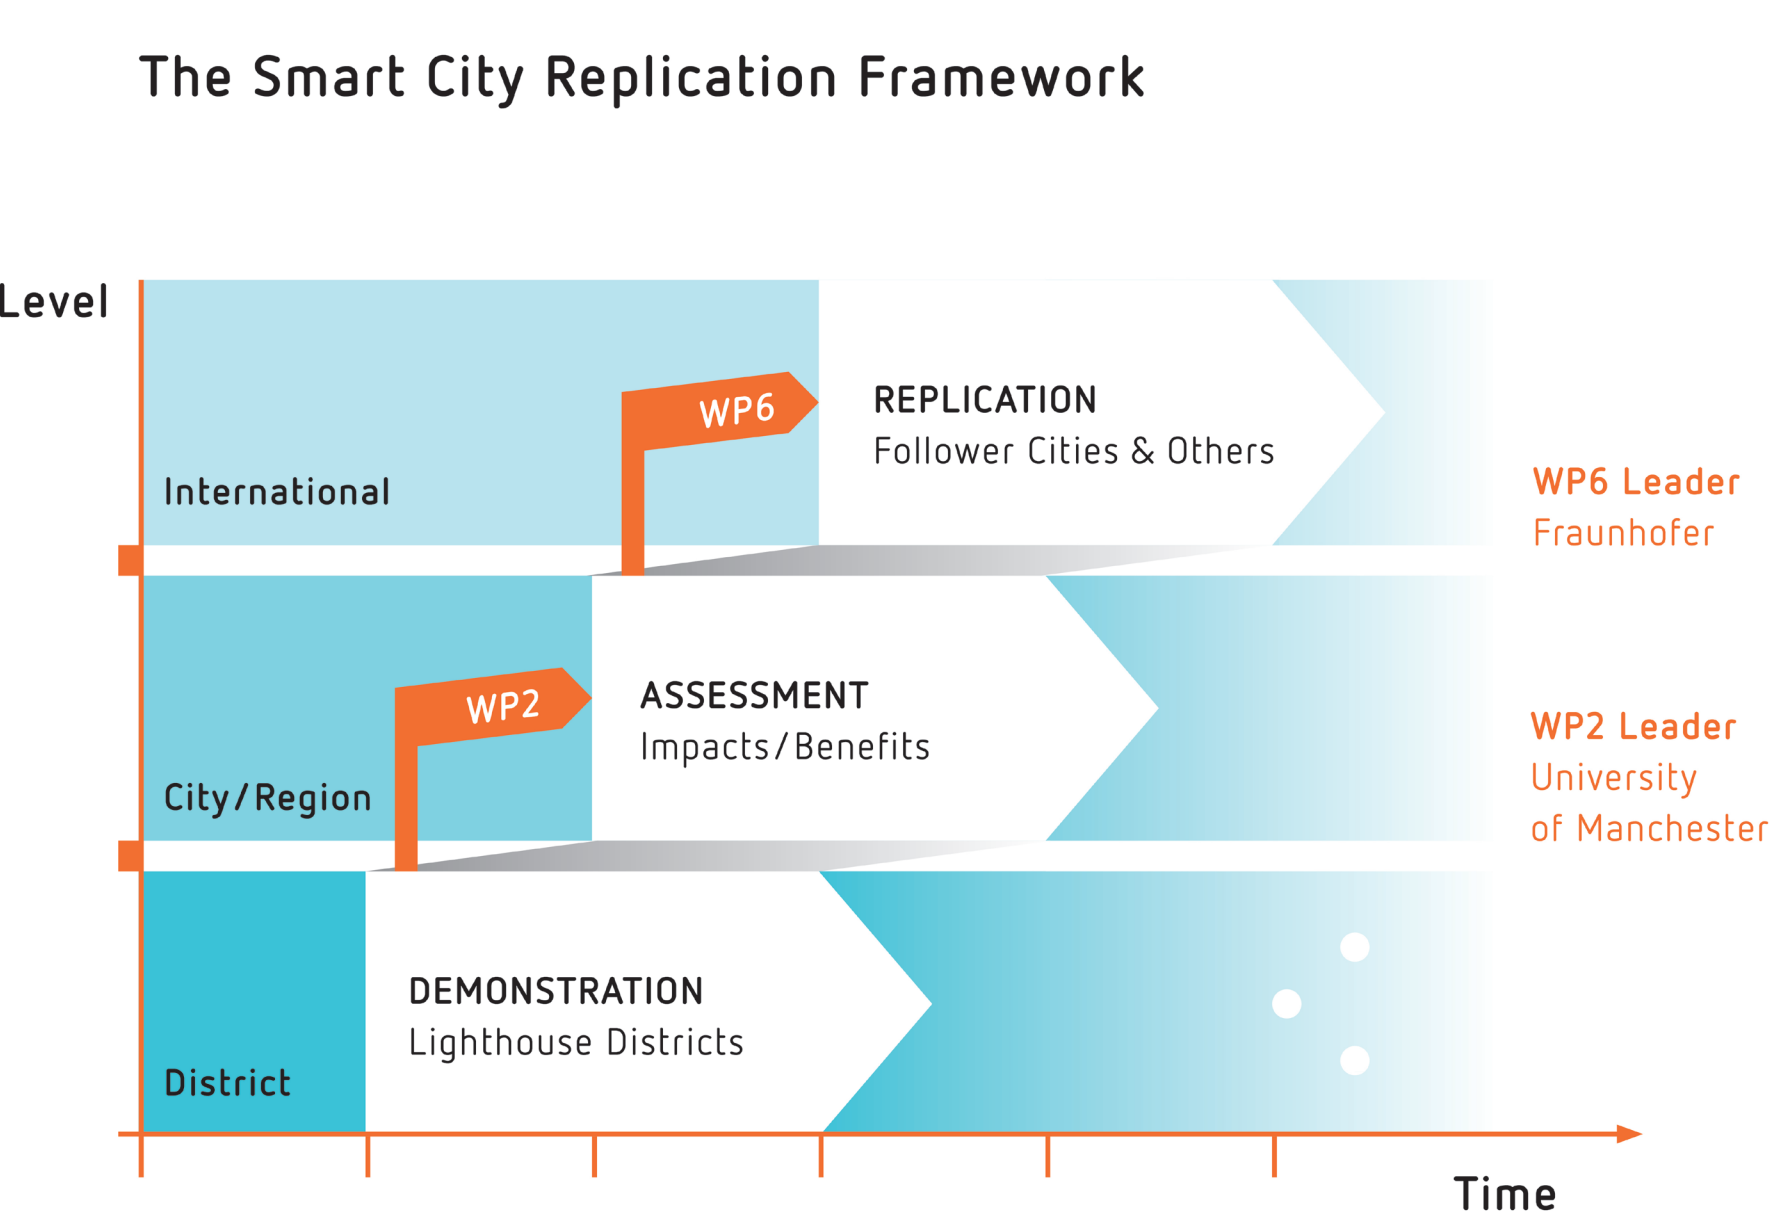 The Smart City Replication Framework
Level
WP6
REPLICATION
Follower Cities & Others
International
WP6 Leader
Fraunhofer
WP2
ASSESSMENT
Impacts/Benefits
City/Region
WP2 Leader
University
of Manchester
DEMONSTRATION
Lighthouse Districts
District
Time